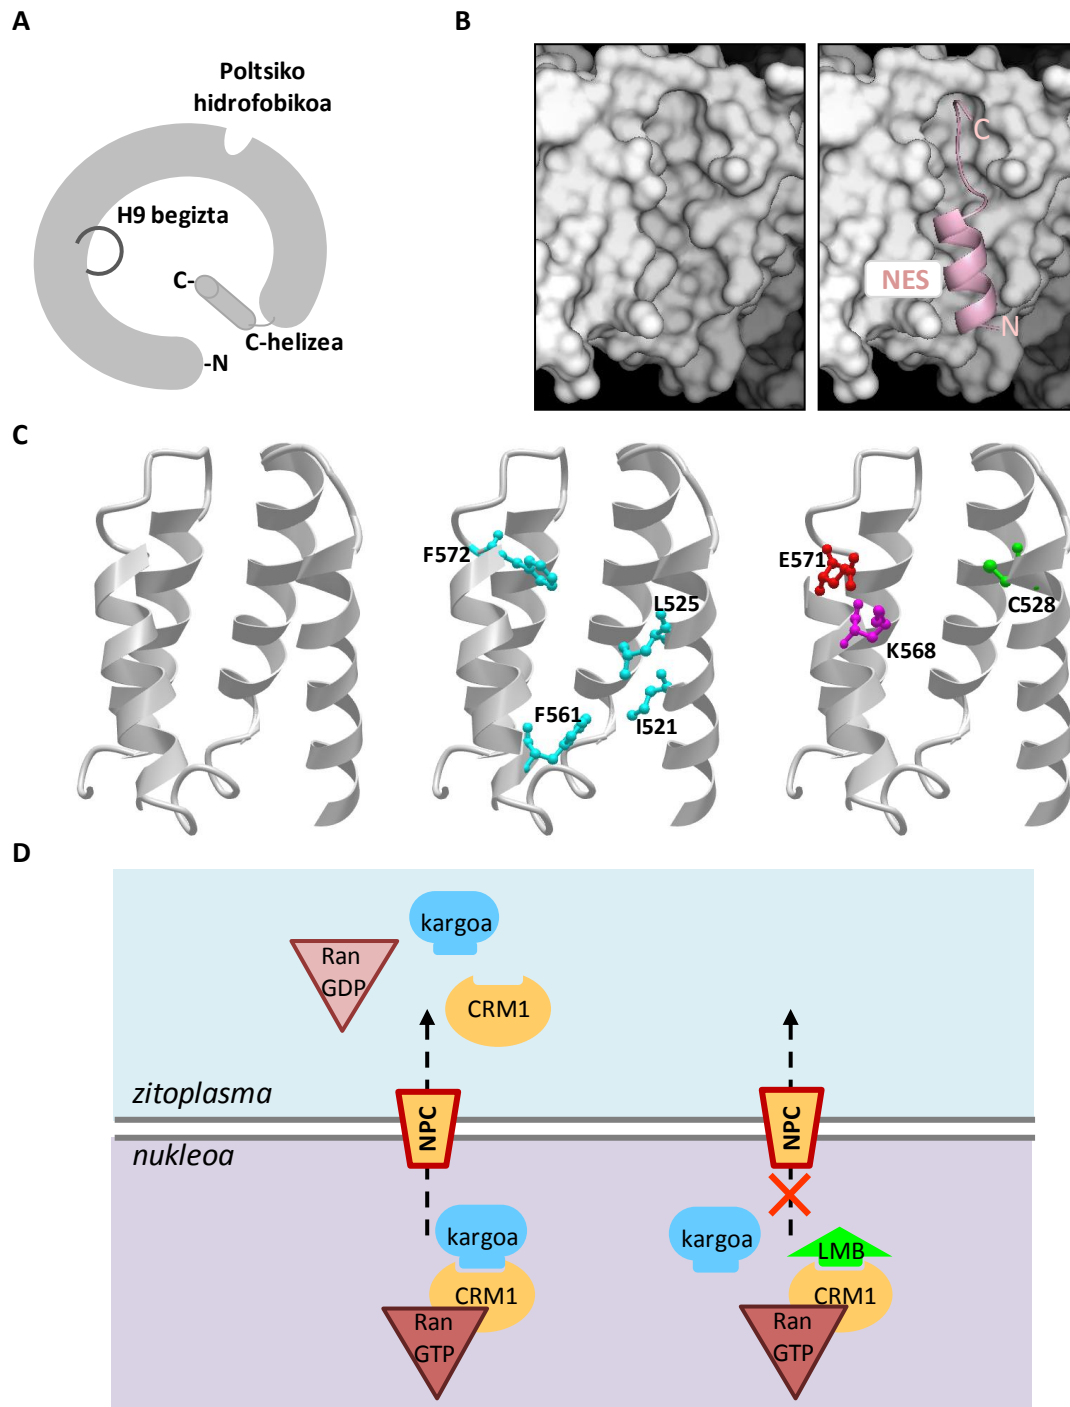 A
Poltsiko
hidrofobikoa
H9 begizta
C-
C-helizea
-N
B
C
NES
N
C
F572
L525
F561
I521
E571
K568
C528
D
kargoa
Ran
GDP
CRM1
zitoplasma
NPC
NPC
nukleoa
kargoa
CRM1
Ran
GTP
kargoa
LMB
CRM1
Ran
GTP